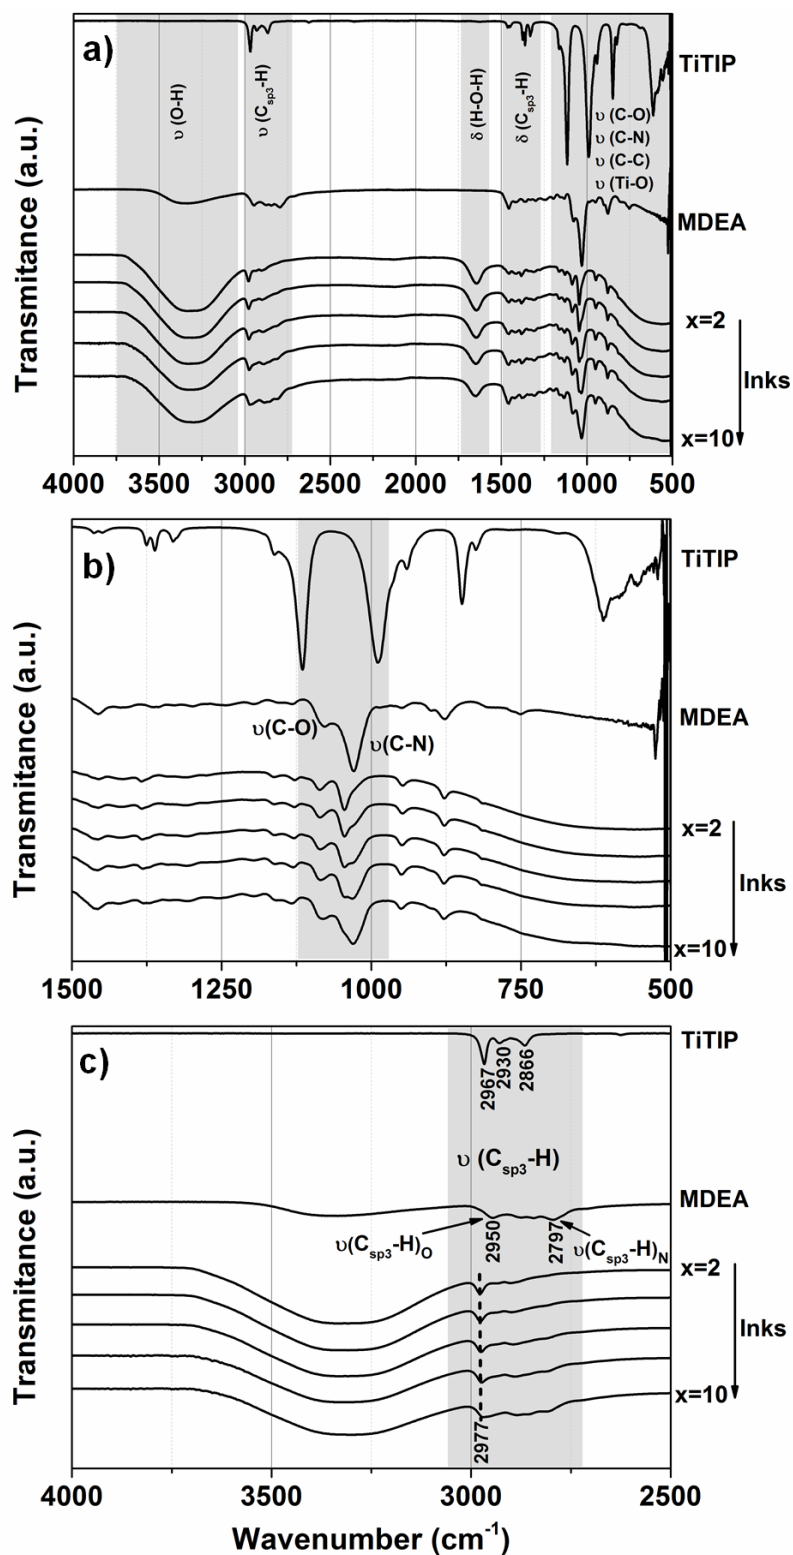 a)
TiTIP
υ (O-H)
υ (Csp3-H)
δ (H-O-H)
δ (Csp3-H)
υ (C-O)
υ (C-N)
υ (C-C)
υ (Ti-O)
MDEA
x=2
Inks
x=10
Transmitance (a.u.)
4000 3500 3000 2500 2000 1500 1000 500
b)
TiTIP
MDEA
υ(C-O)
υ(C-N)
x=2
Inks
x=10
Transmitance (a.u.)
1500 1250 1000 750 500
c)
TiTIP
2967
2930
2866
υ (Csp3-H)
MDEA
υ(Csp3-H)O
2950
2797
υ(Csp3-H)N
x=2
Inks
x=10
2977
Transmitance (a.u.)
4000 3500 3000 2500
Wavenumber (cm-1)